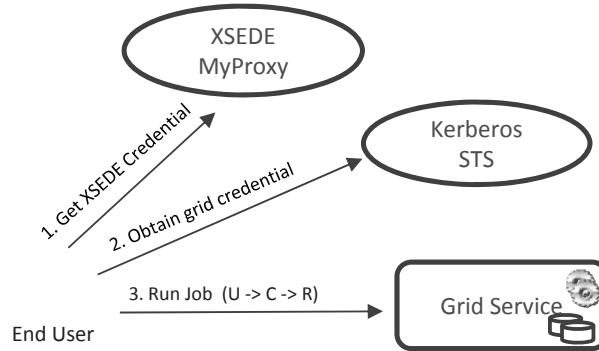 XSEDE
MyProxy
Kerberos
STS
1. Get XSEDE Credential
2. Obtain grid credential
3. Run Job  (U -> C -> R)
Grid Service
End User